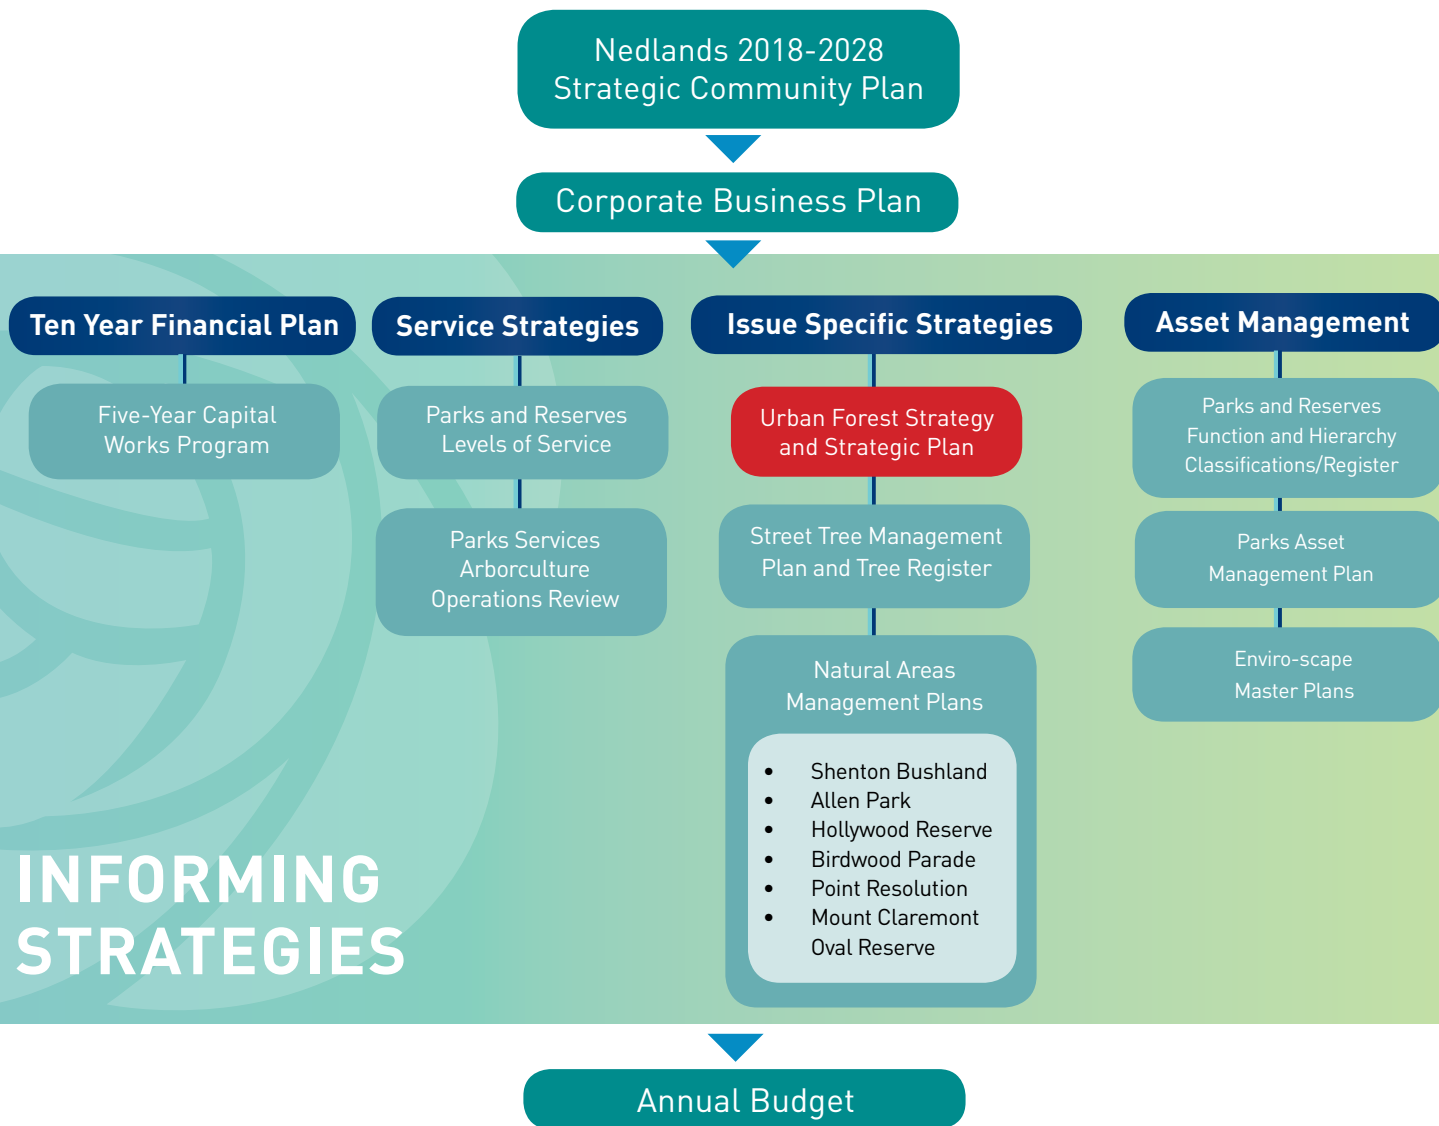 Nedlands 2018-2028
Strategic Community Plan
Corporate Business Plan
Ten Year Financial Plan
Five-Year Capital
Works Program
Service Strategies
Parks and Reserves
Levels of Service
Parks Services
Arborculture
Operations Review
Issue Specific Strategies
Urban Forest Strategy
and Strategic Plan
Street Tree Management
Plan and Tree Register
Natural Areas
Management Plans
• Shenton Bushland
• Allen Park
• Hollywood Reserve
• Birdwood Parade
• Point Resolution
• Mount Claremont
Oval Reserve
Asset Management
Parks and Reserves
Function and Hierarchy
Classifications/Register
Parks Asset
Management Plan
Enviro-scape
Master Plans
INFORMING
STRATEGIES
Annual Budget